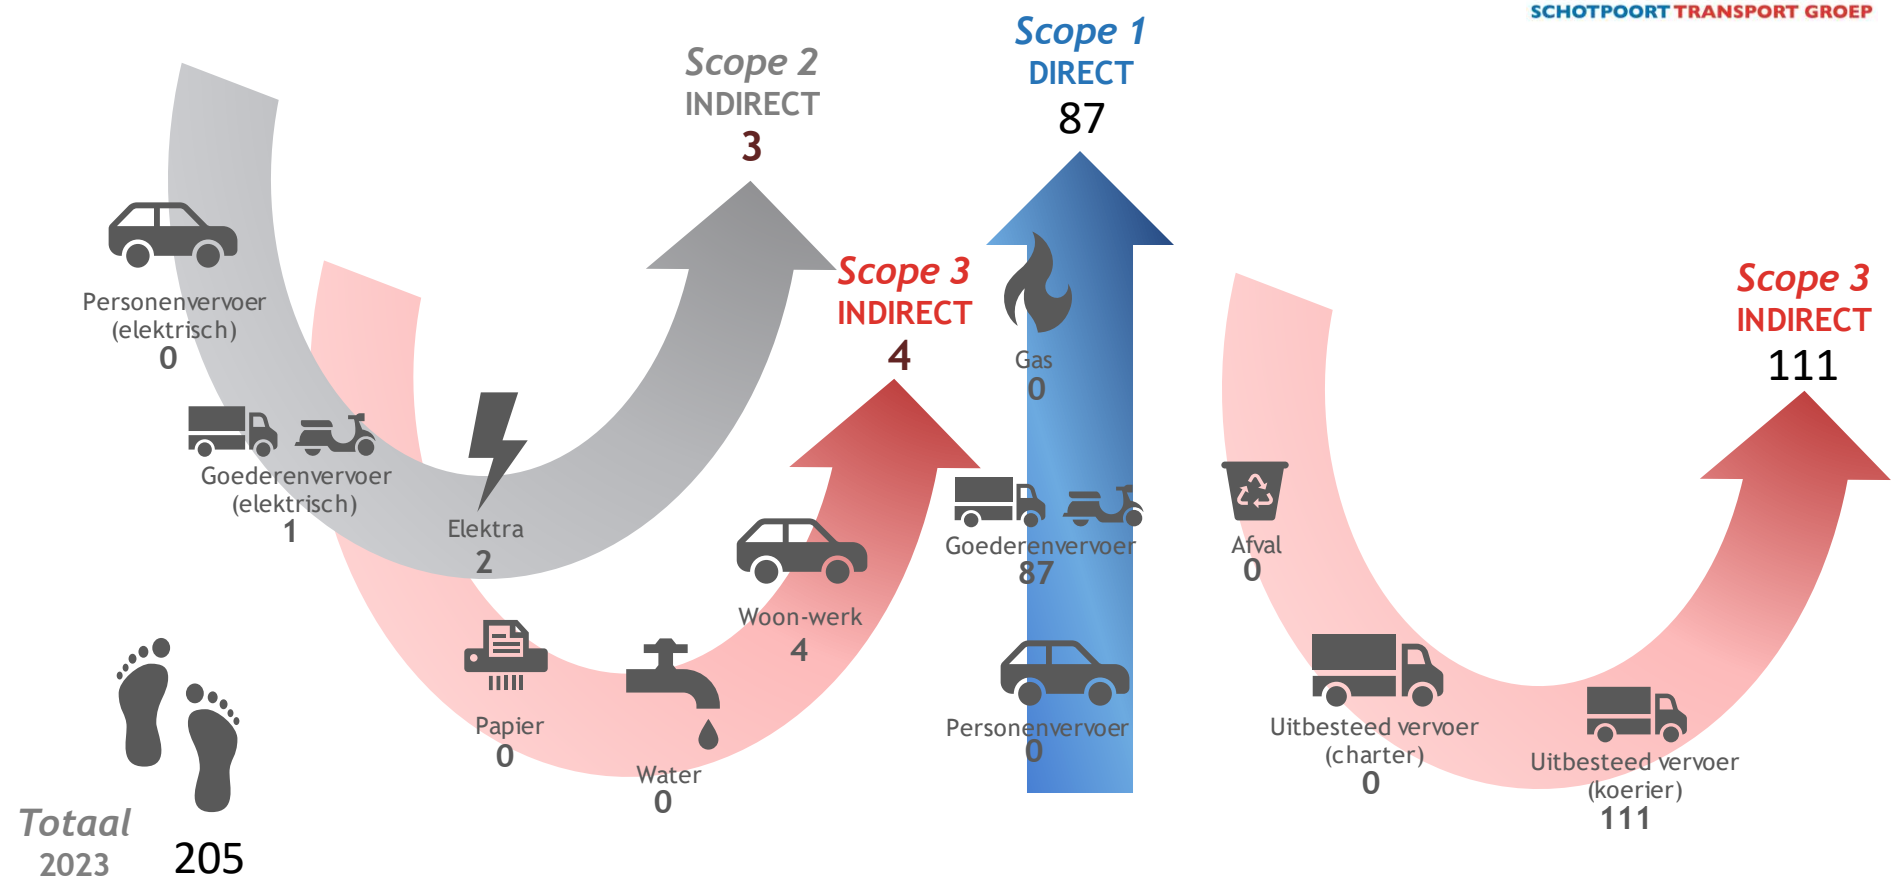 SCHOTPOORT TRANSPORT GROEP
Scope 2
INDIRECT
3
Scope 1
DIRECT
87
Personenvervoer
(elektrisch)
0
Goederenvervoer
(elektrisch)
1
Elektra
2
Scope 3
INDIRECT
4
Papier
0
Water
0
Woon-werk
4
Gas
0
Goederenvervoer
87
Personenvervoer
0
Scope 3
INDIRECT
111
Afval
0
Uitbesteed vervoer
(charter)
0
Uitbesteed vervoer
(koerier)
111
Totaal
2023
205